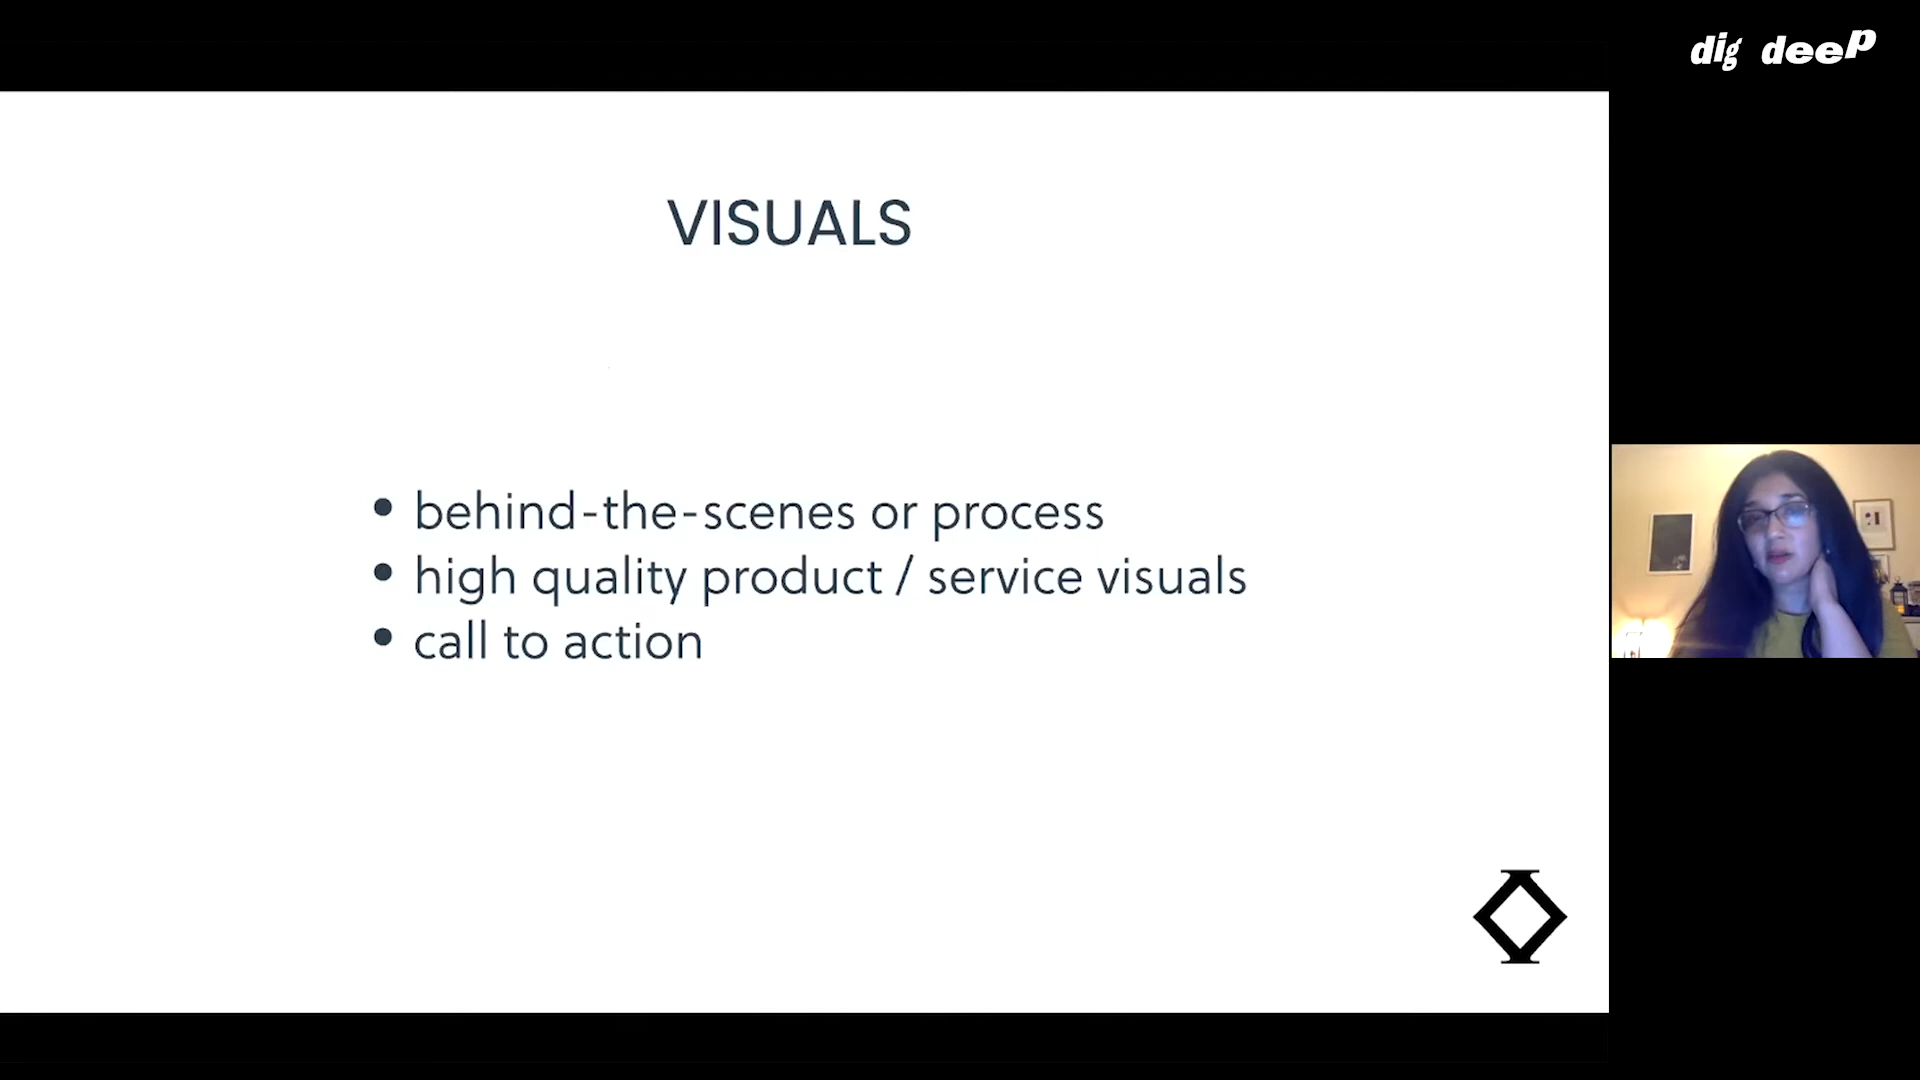 dig deep
VISUALS
• behind-the-scenes or process
• high quality product / service visuals
• call to action